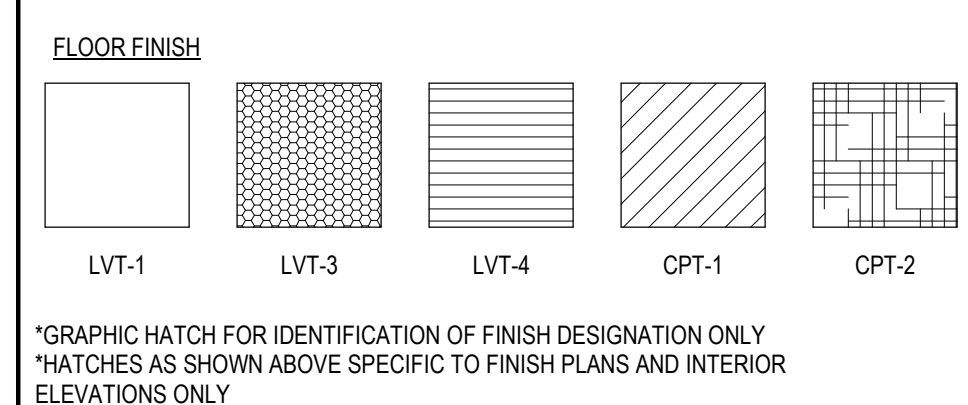 FLOOR FINISH
LVT-1 LVT-3 LVT-4 CPT-1 CPT-2
*GRAPHIC HATCH FOR IDENTIFICATION OF FINISH DESIGNATION ONLY
*HATCHES AS SHOWN ABOVE SPECIFIC TO FINISH PLANS AND INTERIOR
ELEVATIONS ONLY